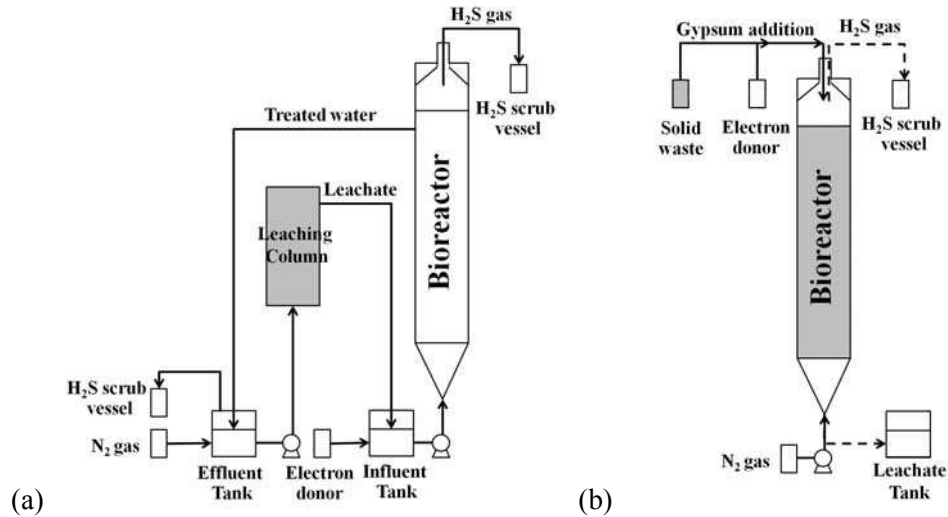 H₂S gas
H₂S scrub
vessel
Treated water
Leachate
Leaching
Column
Bioreactor
H₂S scrub
vessel
N₂ gas
Effluent
Tank
Electron
donor
Influent
Tank
(a)
Gypsum addition
H₂S gas
Solid
waste
Electron
donor
H₂S scrub
vessel
Bioreactor
N₂ gas
Leachate
Tank
(b)